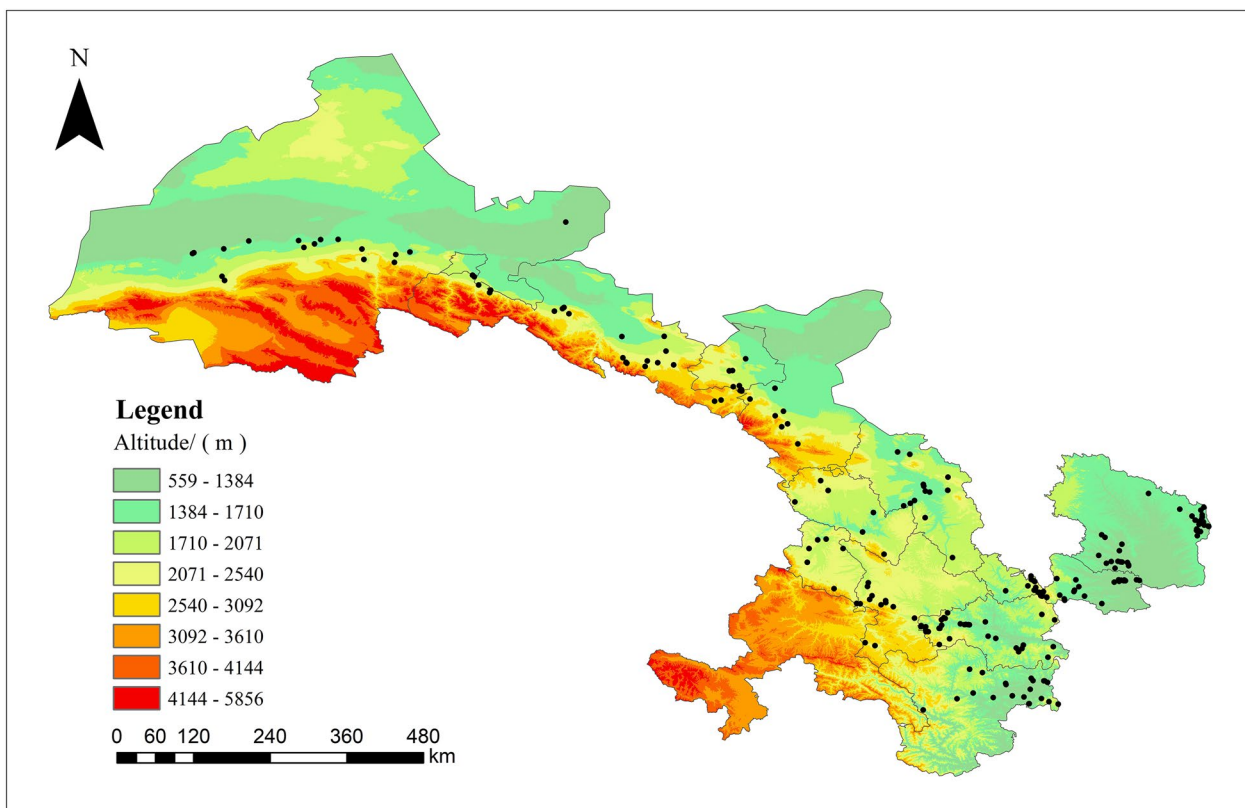 N
Legend
Altitude/ ( m )
559 - 1384
1384 - 1710
1710 - 2071
2071 - 2540
2540 - 3092
3092 - 3610
3610 - 4144
4144 - 5856
0 60 120 240 360 480
km